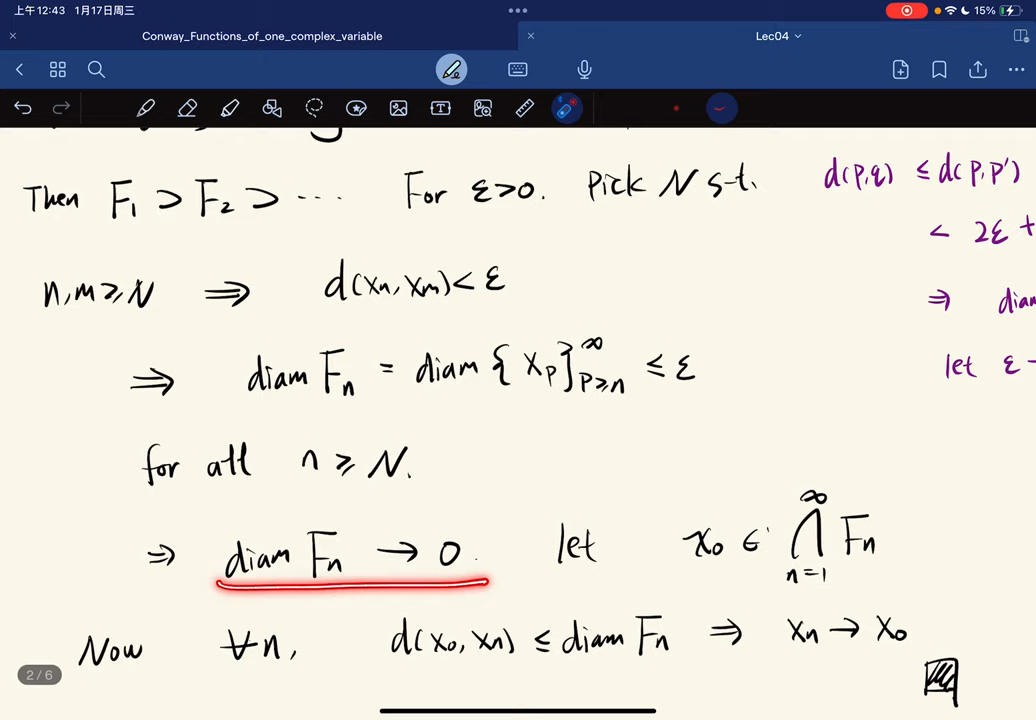 上午12:43 1月17日周三
15%
Conway_Functions_of_one_complex_variable
Lec04
Then F₁ ⊃ F₂ ⊃ ⋯ For ε>0. Pick N s.t.
n,m ≥ N ⟹ d(xₙ, xₘ) < ε
⟹ diam Fₙ = diam { x_p }_{p≥n}^∞ ≤ ε
for all n ≥ N.
⟹ diam Fₙ → 0. let x₀ ∈ ⋂_{n=1}^∞ Fₙ
Now ∀n, d(x₀, xₙ) ≤ diam Fₙ ⟹ xₙ → x₀
d(p,q) ≤ d(p,p')
< 2ε +
⟹ diam
let ε
2/6